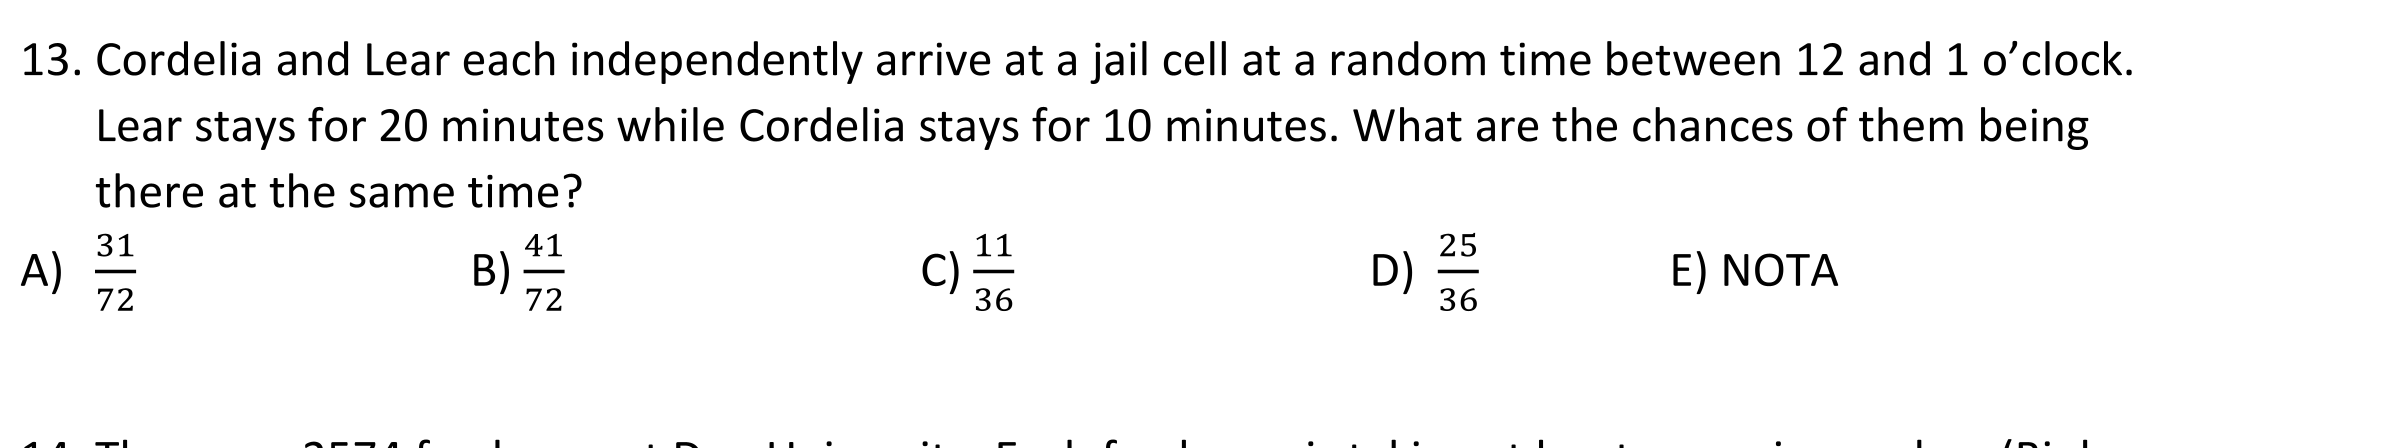 13. Cordelia and Lear each independently arrive at a jail cell at a random time between 12 and 1 o’clock.
Lear stays for 20 minutes while Cordelia stays for 10 minutes. What are the chances of them being
there at the same time?
A) 31/72 B) 41/72 C) 11/36 D) 25/36 E) NOTA